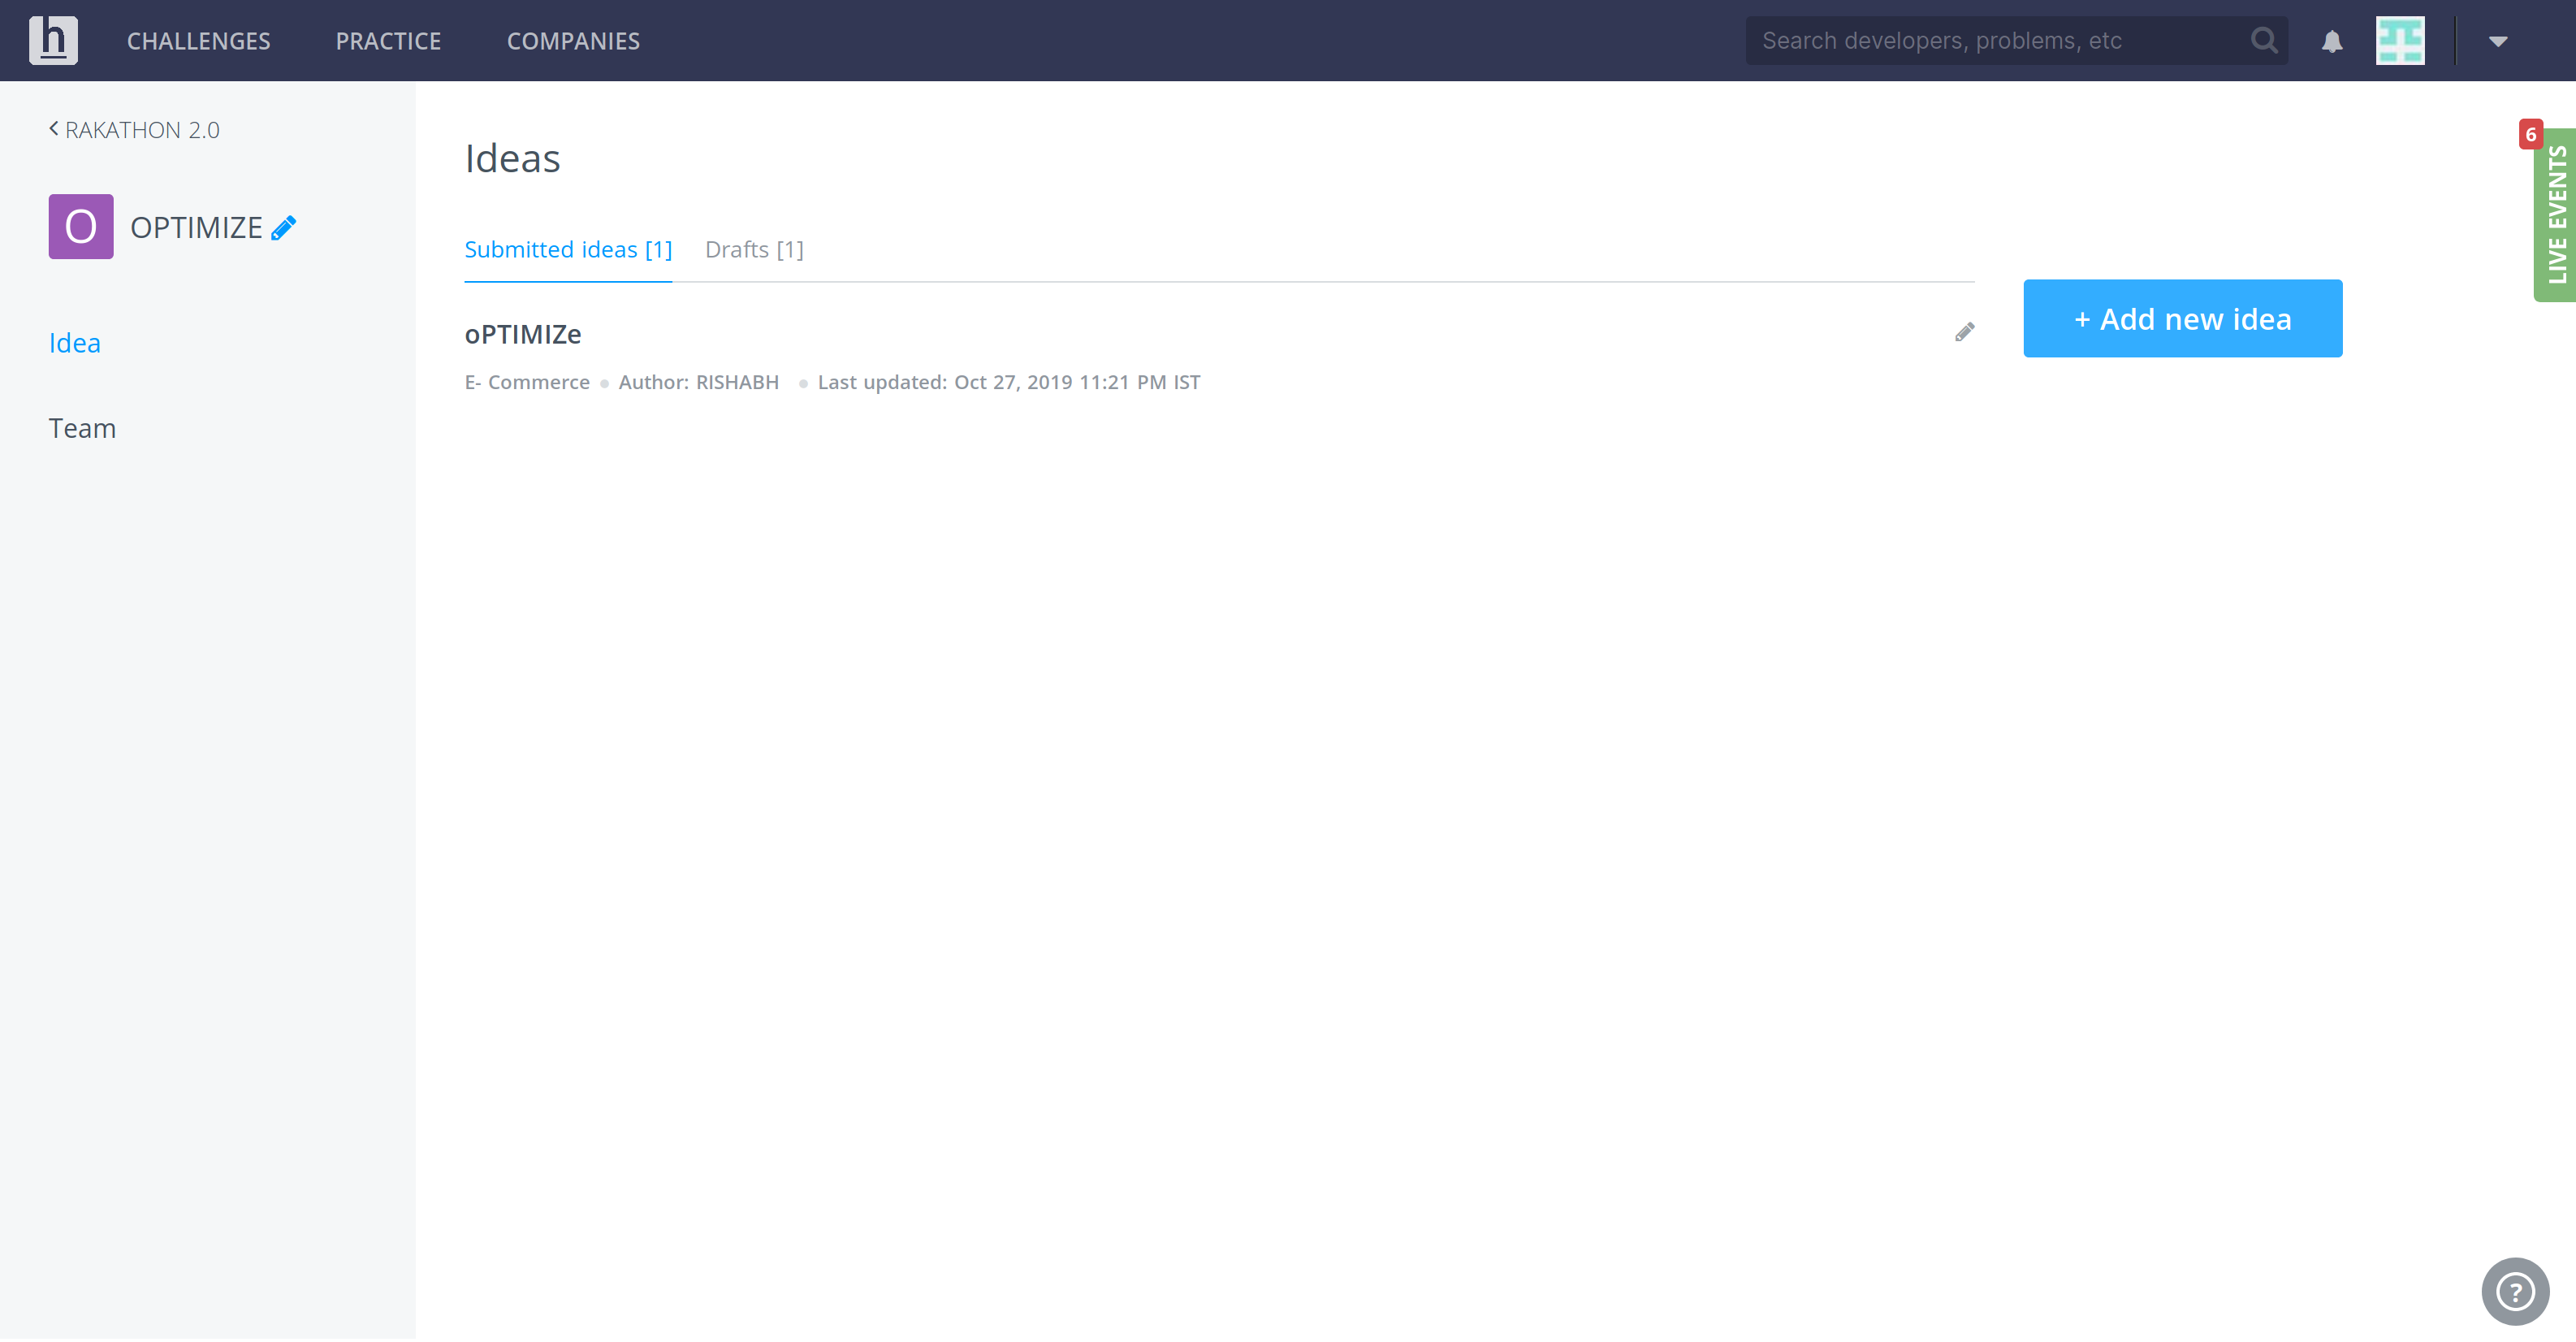 h CHALLENGES PRACTICE COMPANIES Search developers, problems, etc
RAKATHON 2.0
O OPTIMIZE
Idea
Team
Ideas
Submitted ideas [1] Drafts [1]
oPTIMIZe
E- Commerce Author: RISHABH Last updated: Oct 27, 2019 11:21 PM IST
+ Add new idea
6
LIVE EVENTS
?